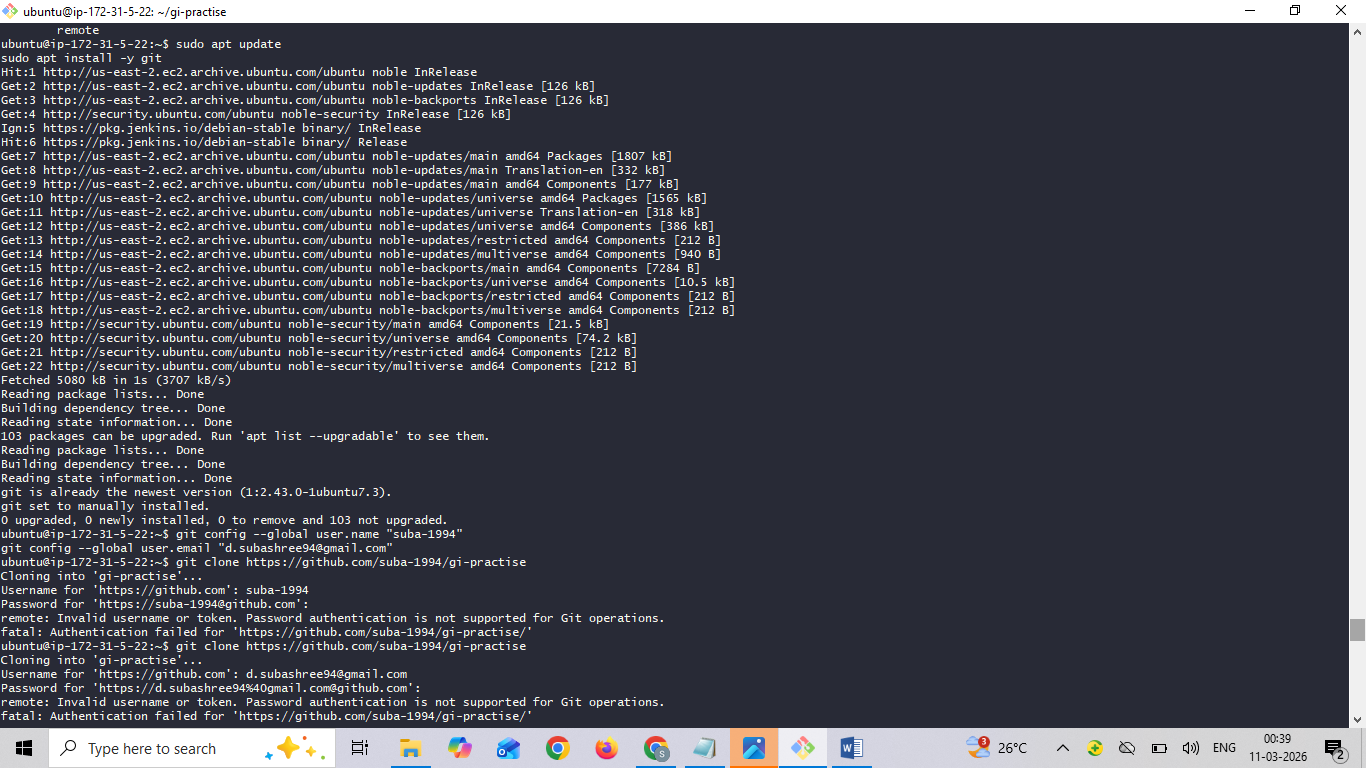 ubuntu@ip-172-31-5-22: ~/gi-practise
remote
ubuntu@ip-172-31-5-22:~$ sudo apt update
sudo apt install -y git
Hit:1 http://us-east-2.ec2.archive.ubuntu.com/ubuntu noble InRelease
Get:2 http://us-east-2.ec2.archive.ubuntu.com/ubuntu noble-updates InRelease [126 kB]
Get:3 http://us-east-2.ec2.archive.ubuntu.com/ubuntu noble-backports InRelease [126 kB]
Get:4 http://security.ubuntu.com/ubuntu noble-security InRelease [126 kB]
Ign:5 https://pkg.jenkins.io/debian-stable binary/ InRelease
Hit:6 https://pkg.jenkins.io/debian-stable binary/ Release
Get:7 http://us-east-2.ec2.archive.ubuntu.com/ubuntu noble-updates/main amd64 Packages [1807 kB]
Get:8 http://us-east-2.ec2.archive.ubuntu.com/ubuntu noble-updates/main Translation-en [332 kB]
Get:9 http://us-east-2.ec2.archive.ubuntu.com/ubuntu noble-updates/main amd64 Components [177 kB]
Get:10 http://us-east-2.ec2.archive.ubuntu.com/ubuntu noble-updates/universe amd64 Packages [1565 kB]
Get:11 http://us-east-2.ec2.archive.ubuntu.com/ubuntu noble-updates/universe Translation-en [318 kB]
Get:12 http://us-east-2.ec2.archive.ubuntu.com/ubuntu noble-updates/universe amd64 Components [386 kB]
Get:13 http://us-east-2.ec2.archive.ubuntu.com/ubuntu noble-updates/restricted amd64 Components [212 B]
Get:14 http://us-east-2.ec2.archive.ubuntu.com/ubuntu noble-updates/multiverse amd64 Components [940 B]
Get:15 http://us-east-2.ec2.archive.ubuntu.com/ubuntu noble-backports/main amd64 Components [7284 B]
Get:16 http://us-east-2.ec2.archive.ubuntu.com/ubuntu noble-backports/universe amd64 Components [10.5 kB]
Get:17 http://us-east-2.ec2.archive.ubuntu.com/ubuntu noble-backports/restricted amd64 Components [212 B]
Get:18 http://us-east-2.ec2.archive.ubuntu.com/ubuntu noble-backports/multiverse amd64 Components [212 B]
Get:19 http://security.ubuntu.com/ubuntu noble-security/main amd64 Components [21.5 kB]
Get:20 http://security.ubuntu.com/ubuntu noble-security/universe amd64 Components [74.2 kB]
Get:21 http://security.ubuntu.com/ubuntu noble-security/restricted amd64 Components [212 B]
Get:22 http://security.ubuntu.com/ubuntu noble-security/multiverse amd64 Components [212 B]
Fetched 5080 kB in 1s (3707 kB/s)
Reading package lists... Done
Building dependency tree... Done
Reading state information... Done
103 packages can be upgraded. Run 'apt list --upgradable' to see them.
Reading package lists... Done
Building dependency tree... Done
Reading state information... Done
git is already the newest version (1:2.43.0-1ubuntu7.3).
git set to manually installed.
0 upgraded, 0 newly installed, 0 to remove and 103 not upgraded.
ubuntu@ip-172-31-5-22:~$ git config --global user.name "suba-1994"
git config --global user.email "d.subashree94@gmail.com"
ubuntu@ip-172-31-5-22:~$ git clone https://github.com/suba-1994/gi-practise
Cloning into 'gi-practise'...
Username for 'https://github.com': suba-1994
Password for 'https://suba-1994@github.com':
remote: Invalid username or token. Password authentication is not supported for Git operations.
fatal: Authentication failed for 'https://github.com/suba-1994/gi-practise/'
ubuntu@ip-172-31-5-22:~$ git clone https://github.com/suba-1994/gi-practise
Cloning into 'gi-practise'...
Username for 'https://github.com': d.subashree94@gmail.com
Password for 'https://d.subashree94%40gmail.com@github.com':
remote: Invalid username or token. Password authentication is not supported for Git operations.
fatal: Authentication failed for 'https://github.com/suba-1994/gi-practise/'
Type here to search
3
26°C
ENG
00:39
11-03-2026
2